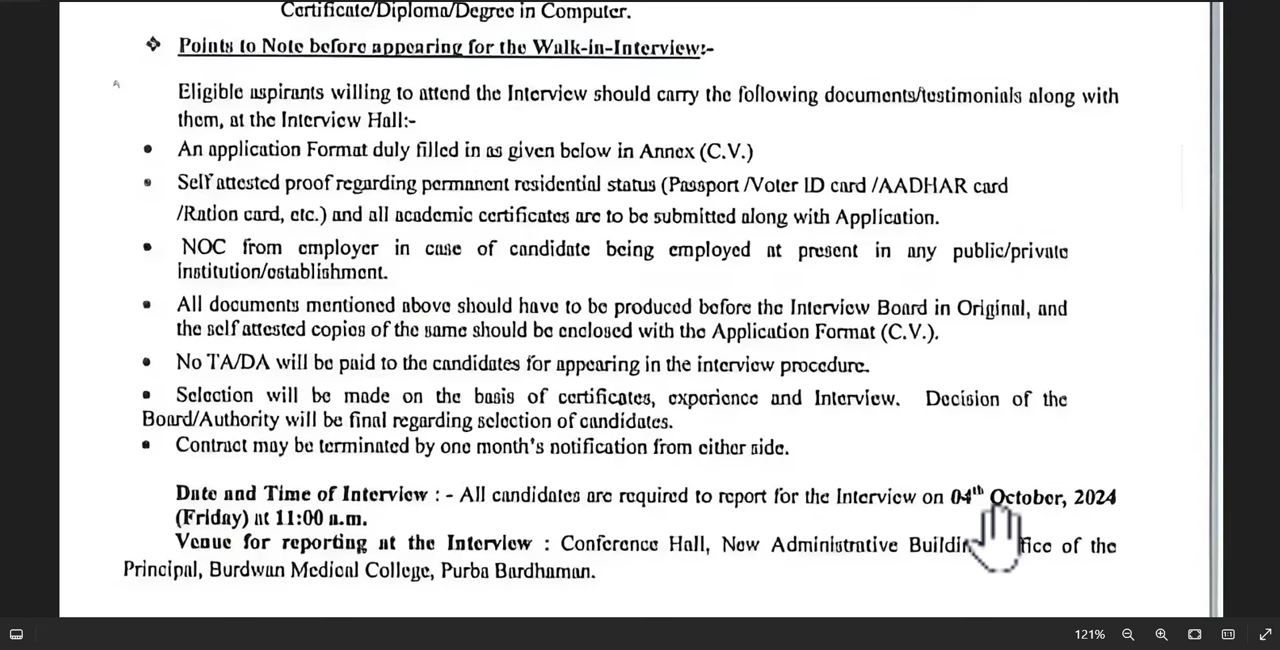 Certificate/Diploma/Degree in Computer.
❖ Points to Note before appearing for the Walk-in-Interview:-
Eligible aspirants willing to attend the Interview should carry the following documents/testimonials along with
them, at the Interview Hall:-
• An application Format duly filled in as given below in Annex (C.V.)
• Self attested proof regarding permanent residential status (Passport /Voter ID card /AADHAR card
/Ration card, etc.) and all academic certificates are to be submitted along with Application.
• NOC from employer in case of candidate being employed at present in any public/private
institution/establishment.
• All documents mentioned above should have to be produced before the Interview Board in Original, and
the self attested copies of the same should be enclosed with the Application Format (C.V.).
• No TA/DA will be paid to the candidates for appearing in the interview procedure.
• Selection will be made on the basis of certificates, experience and Interview. Decision of the
Board/Authority will be final regarding selection of candidates.
• Contract may be terminated by one month's notification from either side.
Date and Time of Interview : - All candidates are required to report for the Interview on 04th October, 2024
(Friday) at 11:00 a.m.
Venue for reporting at the Interview : Conference Hall, New Administrative of the
Principal, Burdwan Medical College, Purba Bardhaman.
121%
1:1